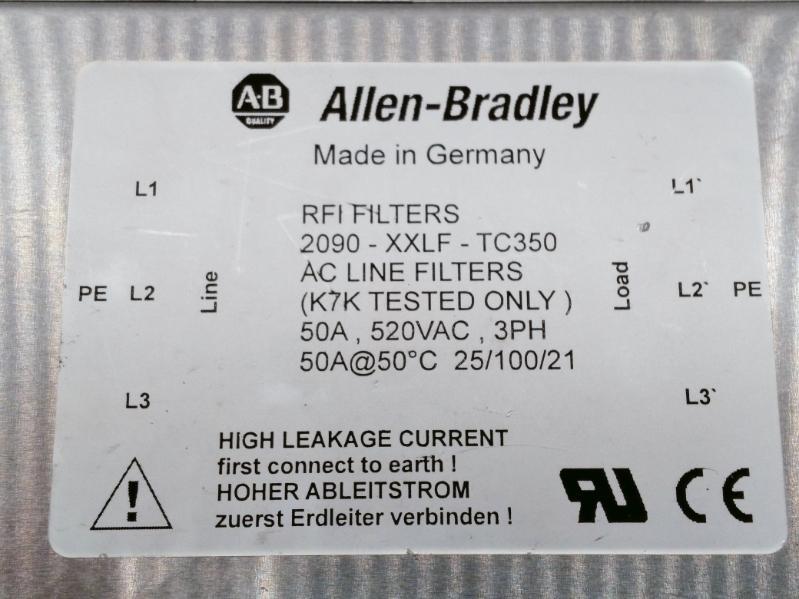 A-B
QUALITY
Allen-Bradley
Made in Germany
L1
L1`
RFI FILTERS
2090 - XXLF - TC350
AC LINE FILTERS
(K7K TESTED ONLY )
50A , 520VAC , 3PH
50A@50°C 25/100/21
PE L2
Line
Load
L2` PE
L3
L3`
HIGH LEAKAGE CURRENT
first connect to earth !
HOHER ABLEITSTROM
zuerst Erdleiter verbinden !
!
RU CE